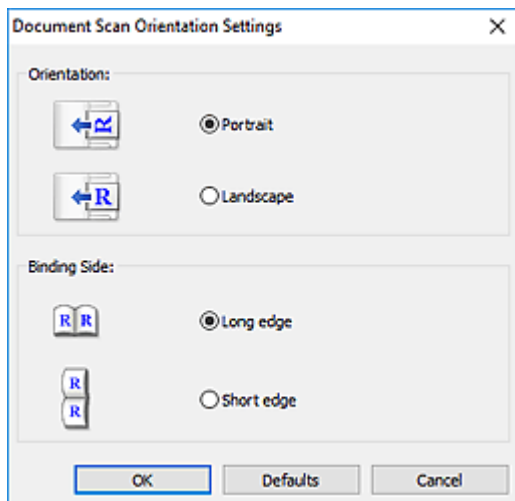 Document Scan Orientation Settings
Orientation:
R
Portrait
R
Landscape
Binding Side:
R R
Long edge
R
R
Short edge
OK Defaults Cancel